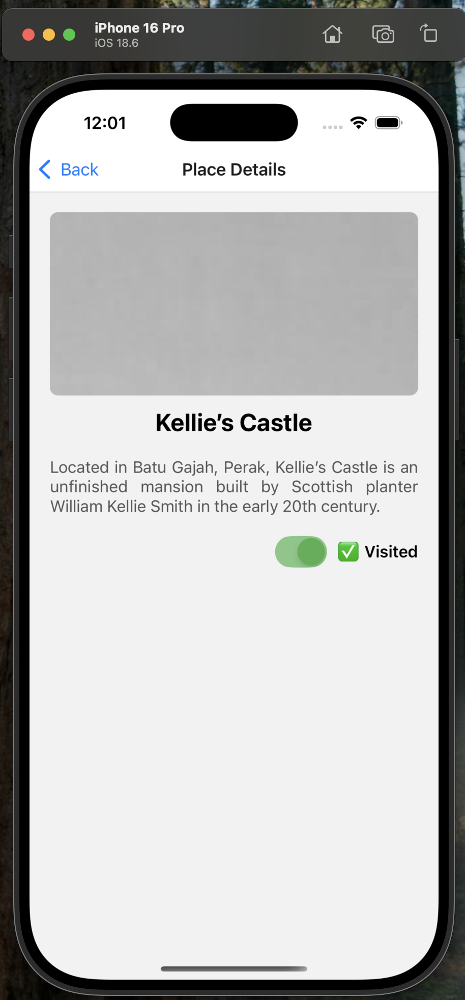 iPhone 16 Pro
iOS 18.6
12:01
Back
Place Details
Kellie’s Castle
Located in Batu Gajah, Perak, Kellie’s Castle is an
unfinished mansion built by Scottish planter
William Kellie Smith in the early 20th century.
✅ Visited